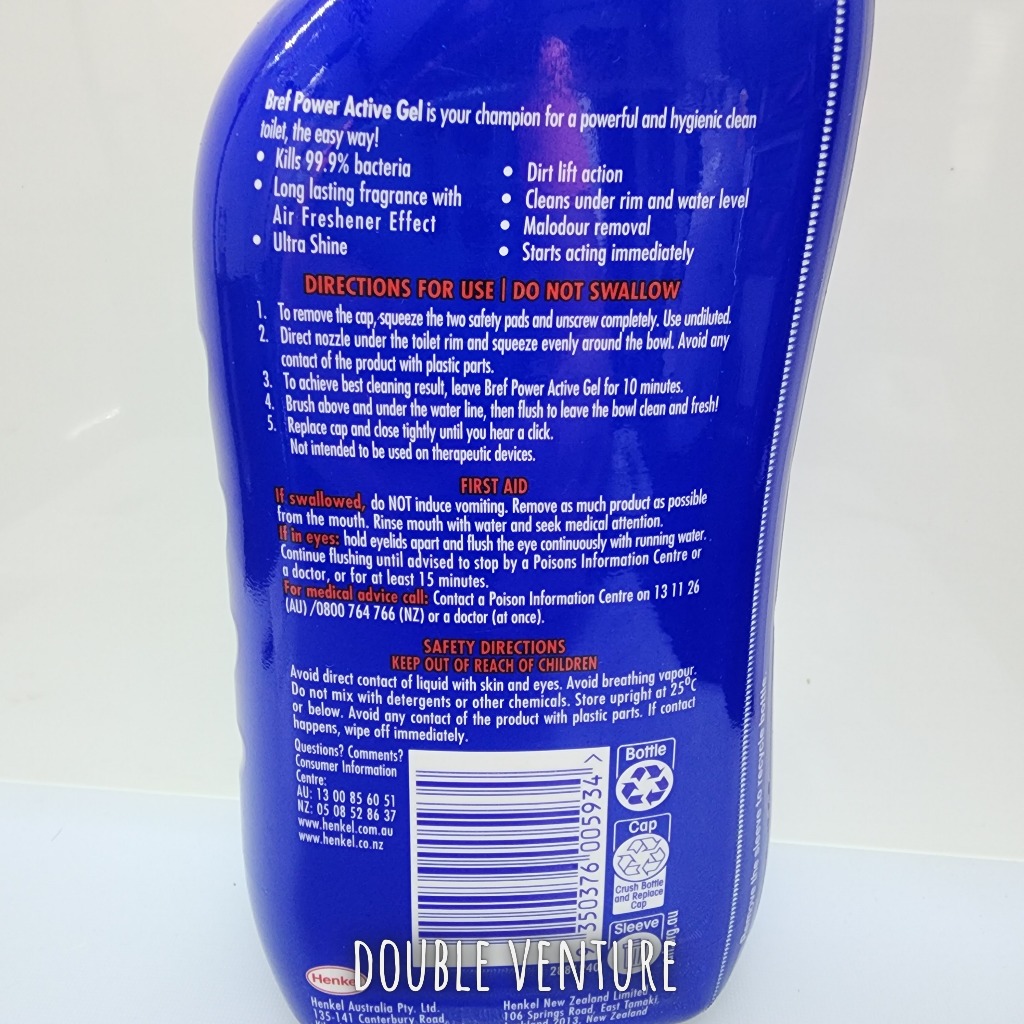 Bref Power Active Gel is your champion for a powerful and hygienic clean
toilet, the easy way!
• Kills 99.9% bacteria
• Long lasting fragrance with
Air Freshener Effect
• Ultra Shine
• Dirt lift action
• Cleans under rim and water level
• Malodour removal
• Starts acting immediately
DIRECTIONS FOR USE | DO NOT SWALLOW
1. To remove the cap, squeeze the two safety pads and unscrew completely. Use undiluted.
2. Direct nozzle under the toilet rim and squeeze evenly around the bowl. Avoid any
contact of the product with plastic parts.
3. To achieve best cleaning result, leave Bref Power Active Gel for 10 minutes.
4. Brush above and under the water line, then flush to leave the bowl clean and fresh!
5. Replace cap and close tightly until you hear a click.
Not intended to be used on therapeutic devices.
FIRST AID
If swallowed, do NOT induce vomiting. Remove as much product as possible
from the mouth. Rinse mouth with water and seek medical attention.
If in eyes: hold eyelids apart and flush the eye continuously with running water.
Continue flushing until advised to stop by a Poisons Information Centre or
a doctor, or for at least 15 minutes.
For medical advice call: Contact a Poison Information Centre on 13 11 26
(AU) /0800 764 766 (NZ) or a doctor (at once).
SAFETY DIRECTIONS
KEEP OUT OF REACH OF CHILDREN
Avoid direct contact of liquid with skin and eyes. Avoid breathing vapour.
Do not mix with detergents or other chemicals. Store upright at 25°C
or below. Avoid any contact of the product with plastic parts. If contact
happens, wipe off immediately.
Questions? Comments?
Consumer Information
Centre:
AU: 13 00 85 60 51
NZ: 05 08 52 86 37
www.henkel.com.au
www.henkel.co.nz
350376 005934 >
Bottle
Cap
Crush Bottle
and Replace
Cap
Sleeve
Remove the sleeve to recycle bottle
DOUBLE VENTURE
Henkel
Henkel Australia Pty. Ltd.
135-141 Canterbury Road,
Henkel New Zealand Limited
106 Springs Road, East Tamaki,
2013, New Zealand